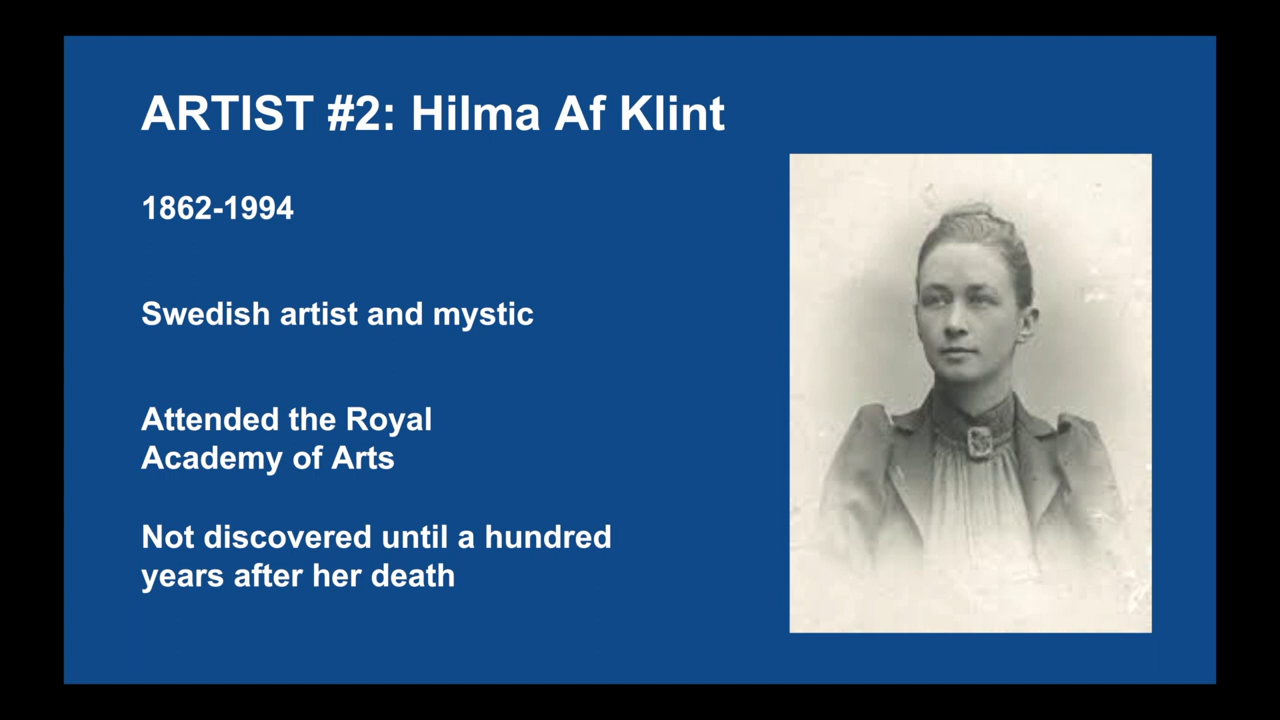 ARTIST #2: Hilma Af Klint
1862-1994
Swedish artist and mystic
Attended the Royal
Academy of Arts
Not discovered until a hundred
years after her death